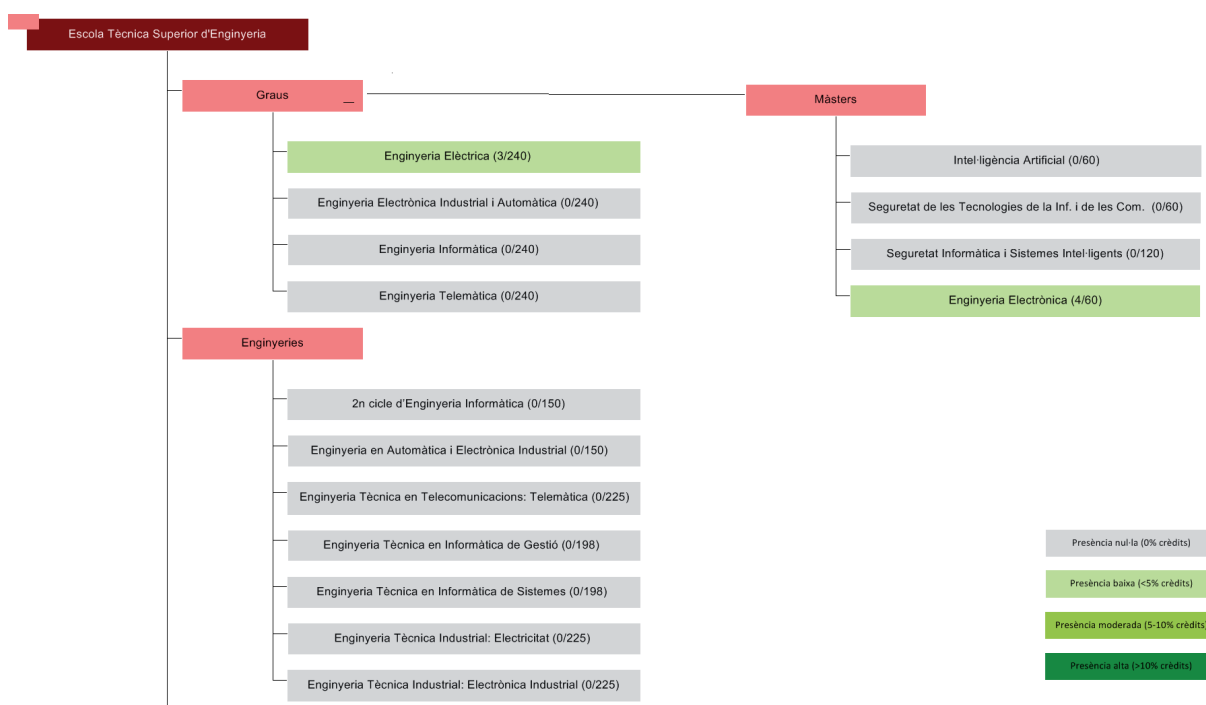 Escola Tècnica Superior d'Enginyeria
Graus
Màsters
Enginyeria Elèctrica (3/240)
Enginyeria Electrònica Industrial i Automàtica (0/240)
Enginyeria Informàtica (0/240)
Enginyeria Telemàtica (0/240)
Intel·ligència Artificial (0/60)
Seguretat de les Tecnologies de la Inf. i de les Com. (0/60)
Seguretat Informàtica i Sistemes Intel·ligents (0/120)
Enginyeria Electrònica (4/60)
Enginyeries
2n cicle d'Enginyeria Informàtica (0/150)
Enginyeria en Automàtica i Electrònica Industrial (0/150)
Enginyeria Tècnica en Telecomunicacions: Telemàtica (0/225)
Enginyeria Tècnica en Informàtica de Gestió (0/198)
Enginyeria Tècnica en Informàtica de Sistemes (0/198)
Enginyeria Tècnica Industrial: Electricitat (0/225)
Enginyeria Tècnica Industrial: Electrònica Industrial (0/225)
Presència nul·la (0% crèdits)
Presència baixa (<5% crèdits)
Presència moderada (5-10% crèdits)
Presència alta (>10% crèdits)